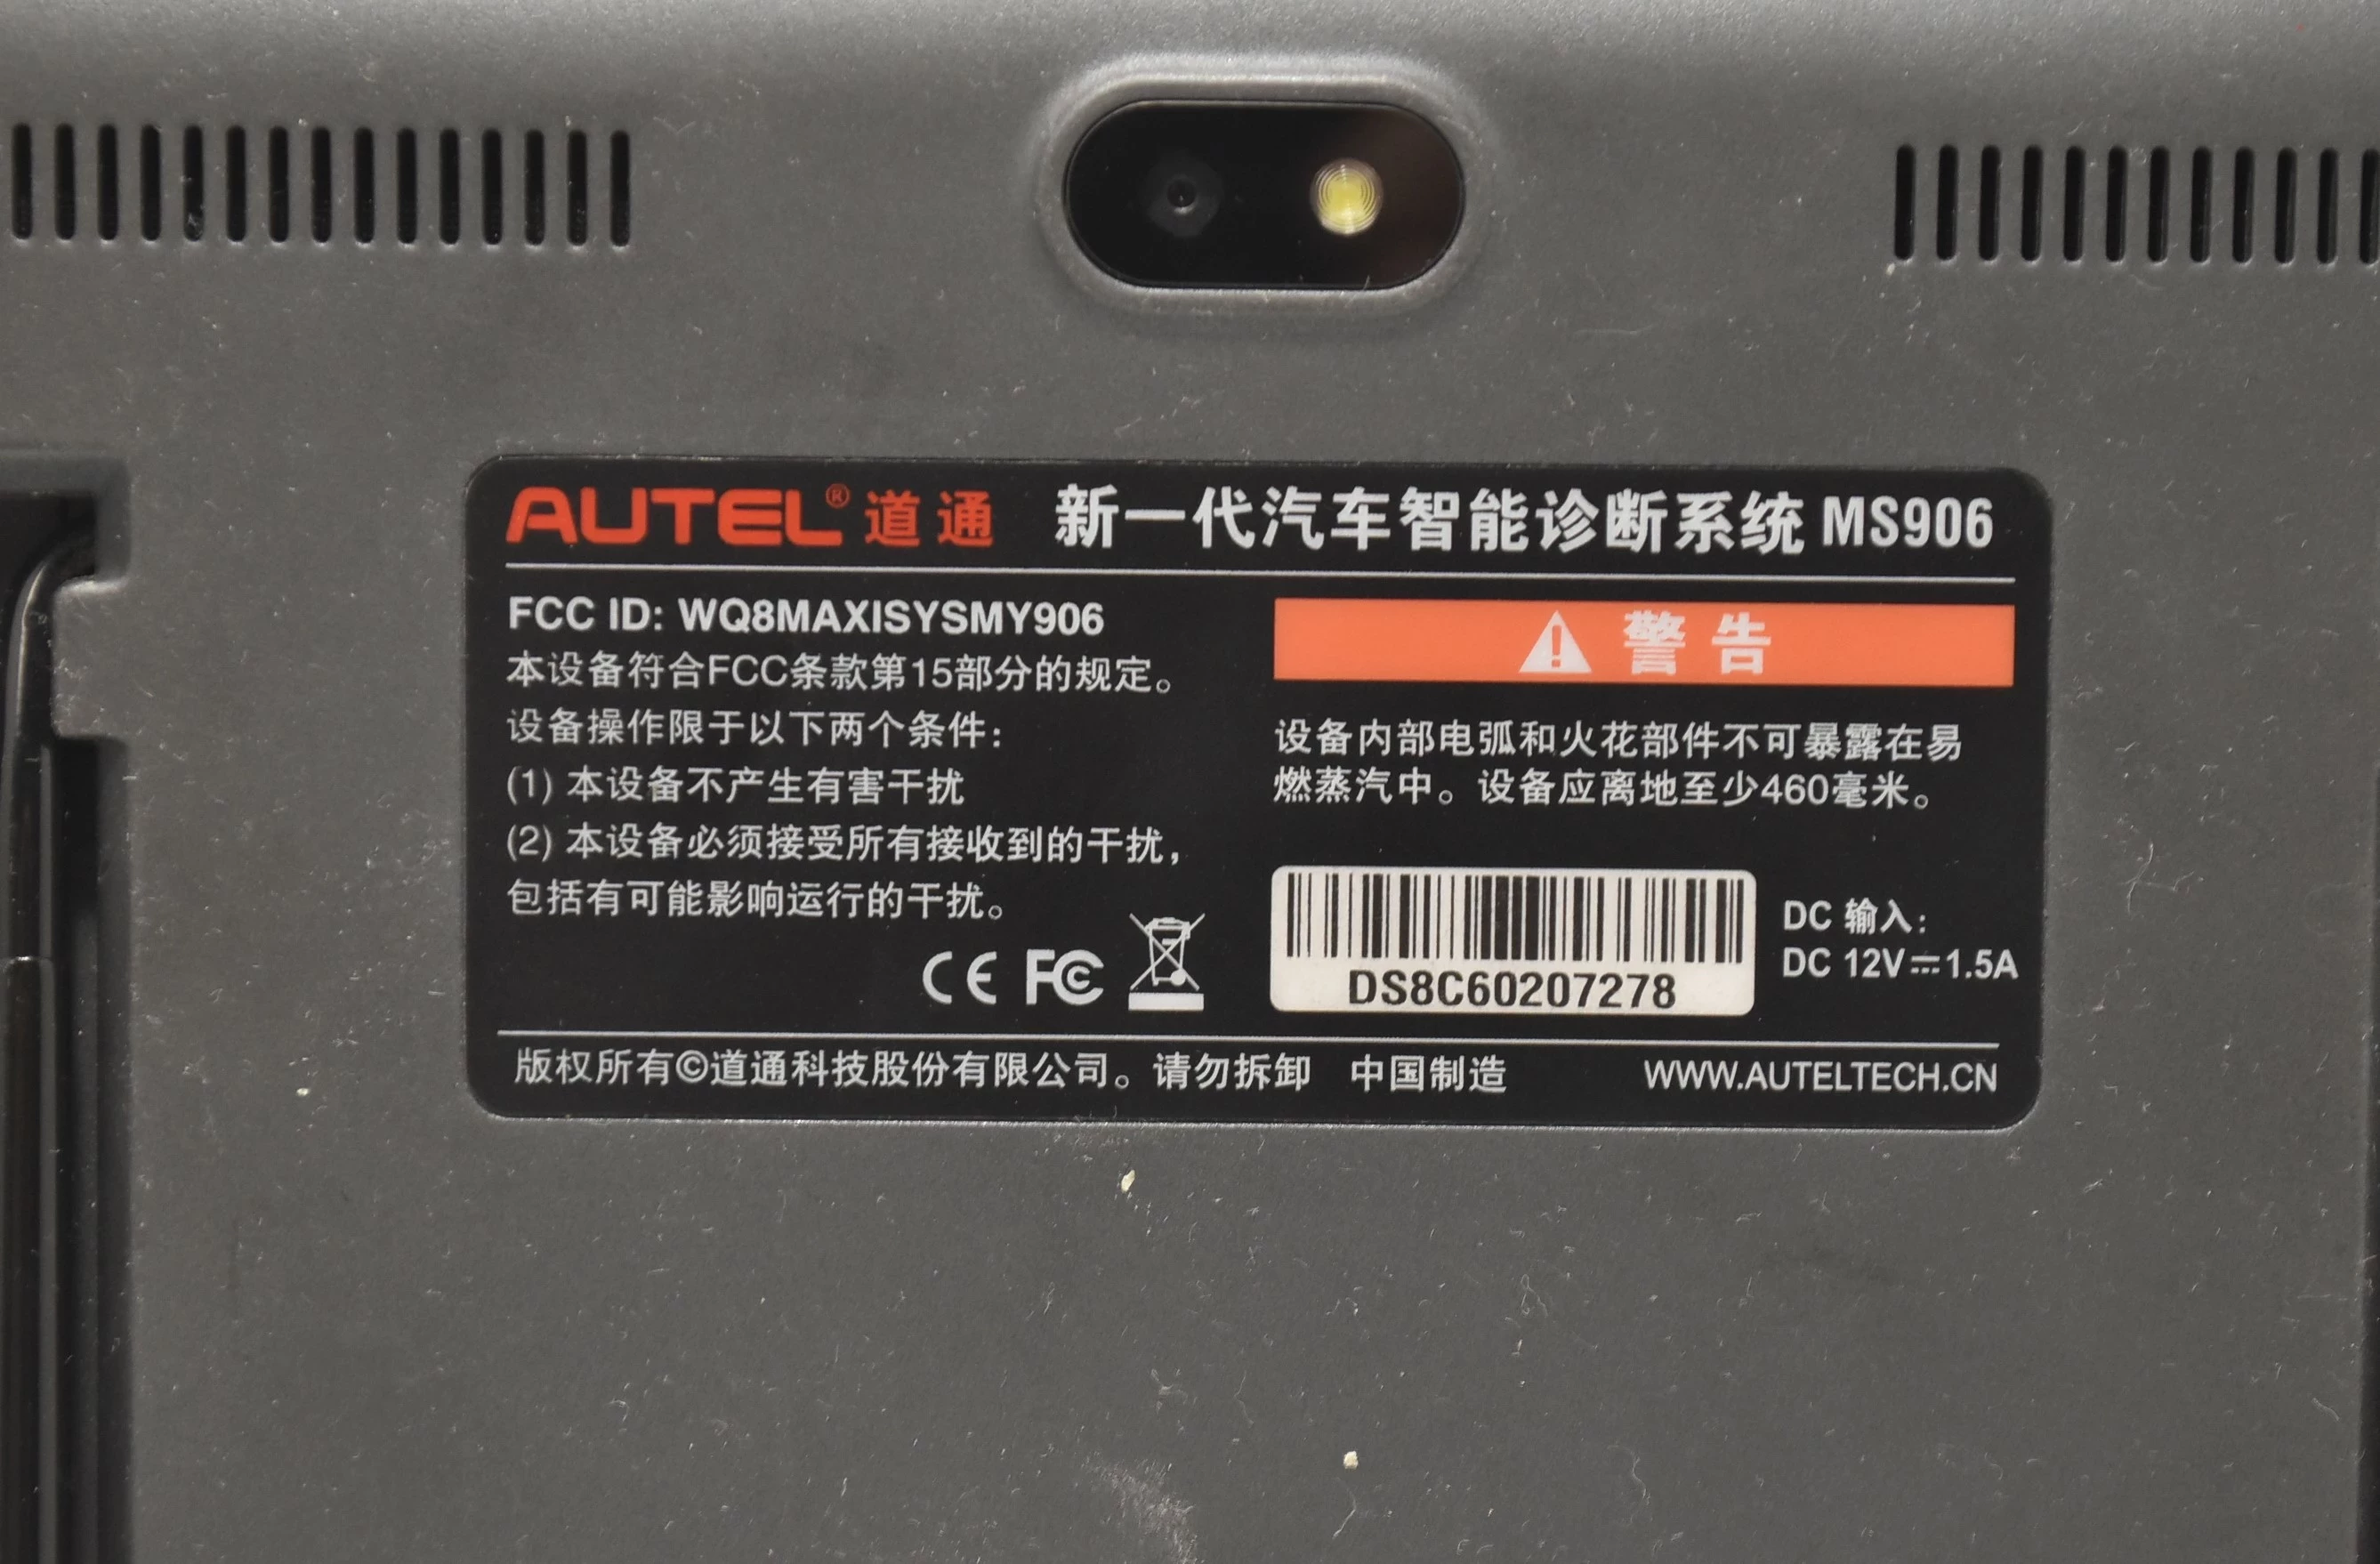 AUTEL® 道通 新一代汽车智能诊断系统 MS906
FCC ID: WQ8MAXISYSMY906
本设备符合FCC条款第15部分的规定。
设备操作限于以下两个条件：
(1) 本设备不产生有害干扰
(2) 本设备必须接受所有接收到的干扰，
包括有可能影响运行的干扰。
CE FC
警告
设备内部电弧和火花部件不可暴露在易
燃蒸汽中。设备应离地至少460毫米。
DS8C60207278
DC 输入：
DC 12V⎓1.5A
版权所有©道通科技股份有限公司。请勿拆卸 中国制造 WWW.AUTELTECH.CN